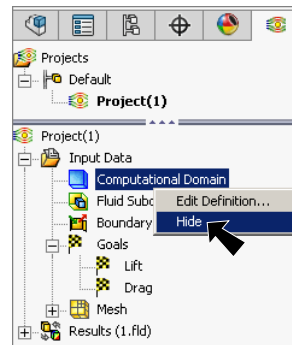 Projects
Default
Project(1)
Project(1)
Input Data
Computational Domain
Fluid Subd
Edit Definition...
Boundary
Hide
Goals
Lift
Drag
Mesh
Results (1.fld)